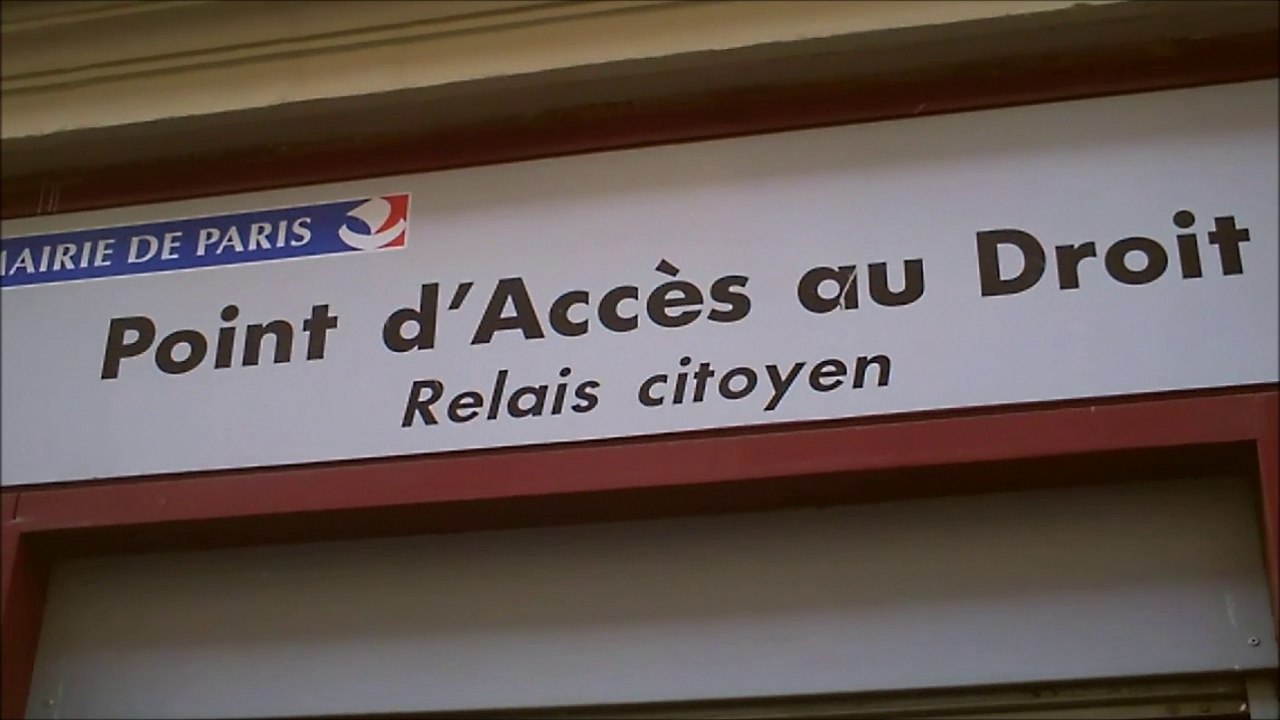 MAIRIE DE PARIS
Point d'Accès au Droit
Relais citoyen